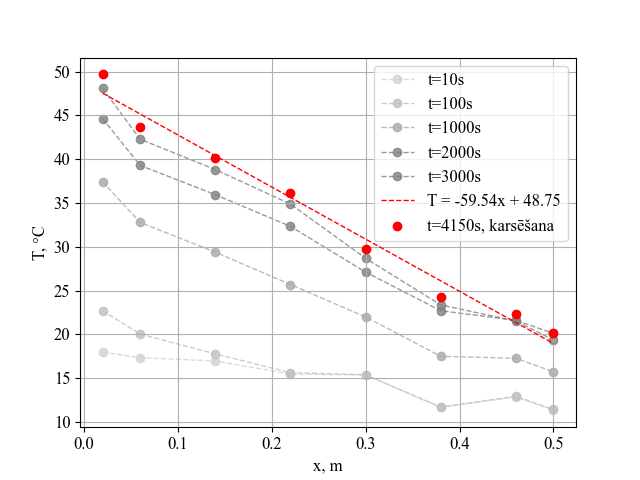 50
45
40
35
30
25
20
15
10
T, °C
0.0
0.1
0.2
0.3
0.4
0.5
x, m
t=10s
t=100s
t=1000s
t=2000s
t=3000s
T = -59.54x + 48.75
t=4150s, karsēšana